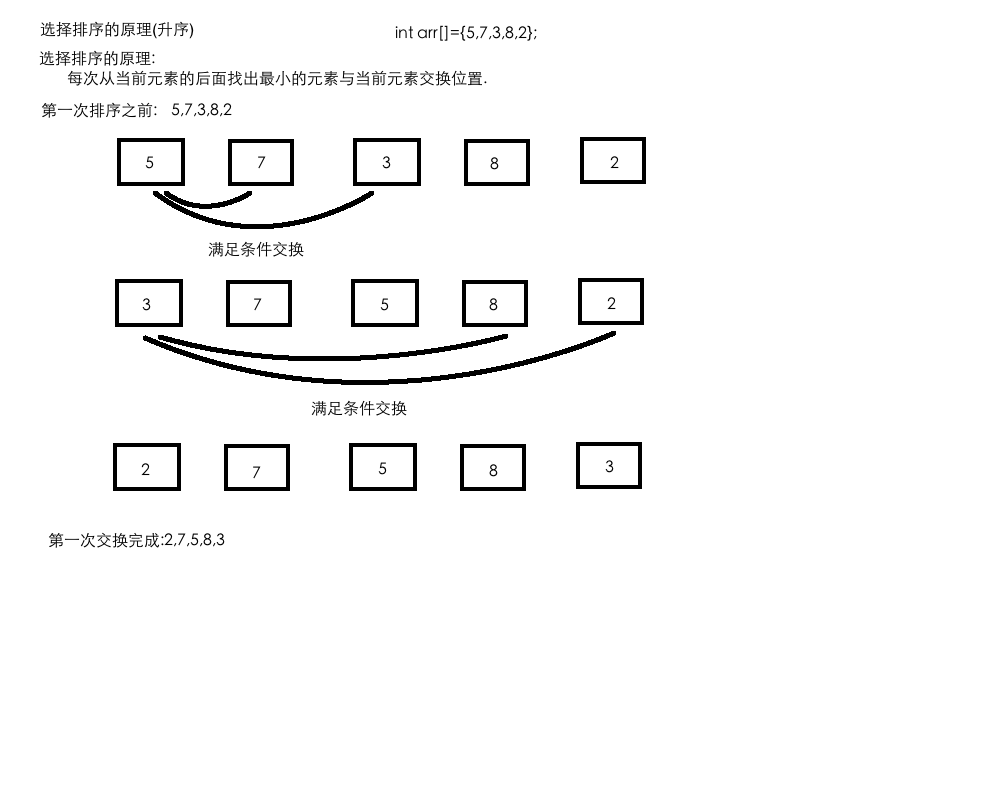 选择排序的原理(升序) int arr[]={5,7,3,8,2};
选择排序的原理:
每次从当前元素的后面找出最小的元素与当前元素交换位置.
第一次排序之前: 5,7,3,8,2
5 7 3 8 2
满足条件交换
3 7 5 8 2
满足条件交换
2 7 5 8 3
第一次交换完成:2,7,5,8,3